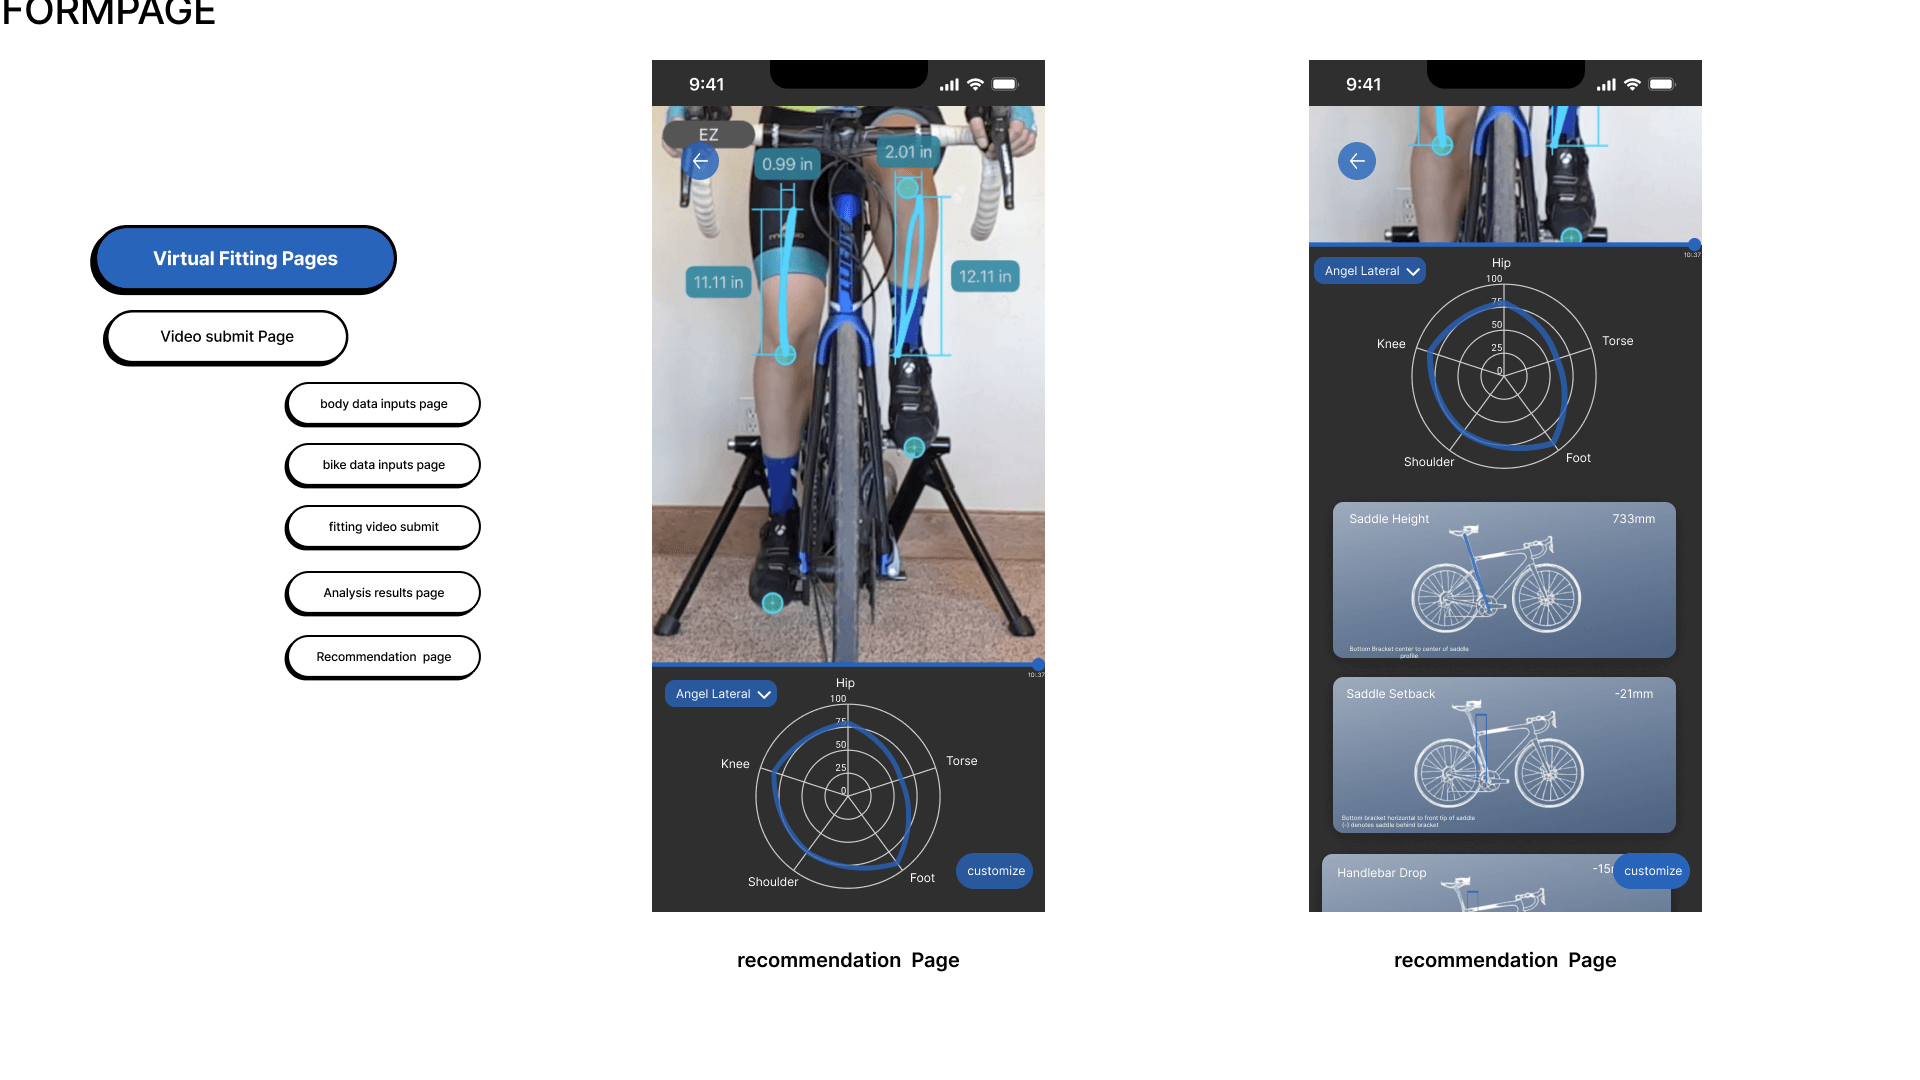 FORMPAGE
Virtual Fitting Pages
Video submit Page
body data inputs page
bike data inputs page
fitting video submit
Analysis results page
Recommendation page
9:41
EZ
0.99 in
2.01 in
11.11 in
12.11 in
10:37
Angel Lateral
Hip
100
75
50
25
0
Knee
Torse
Shoulder
Foot
customize
recommendation Page
9:41
10:37
Angel Lateral
Hip
100
75
50
25
0
Knee
Torse
Shoulder
Foot
Saddle Height
733mm
Bottom Bracket center to center of saddle
profile
Saddle Setback
-21mm
Bottom bracket horizontal to front tip of saddle
(-) denotes saddle behind bracket
Handlebar Drop
customize
recommendation Page